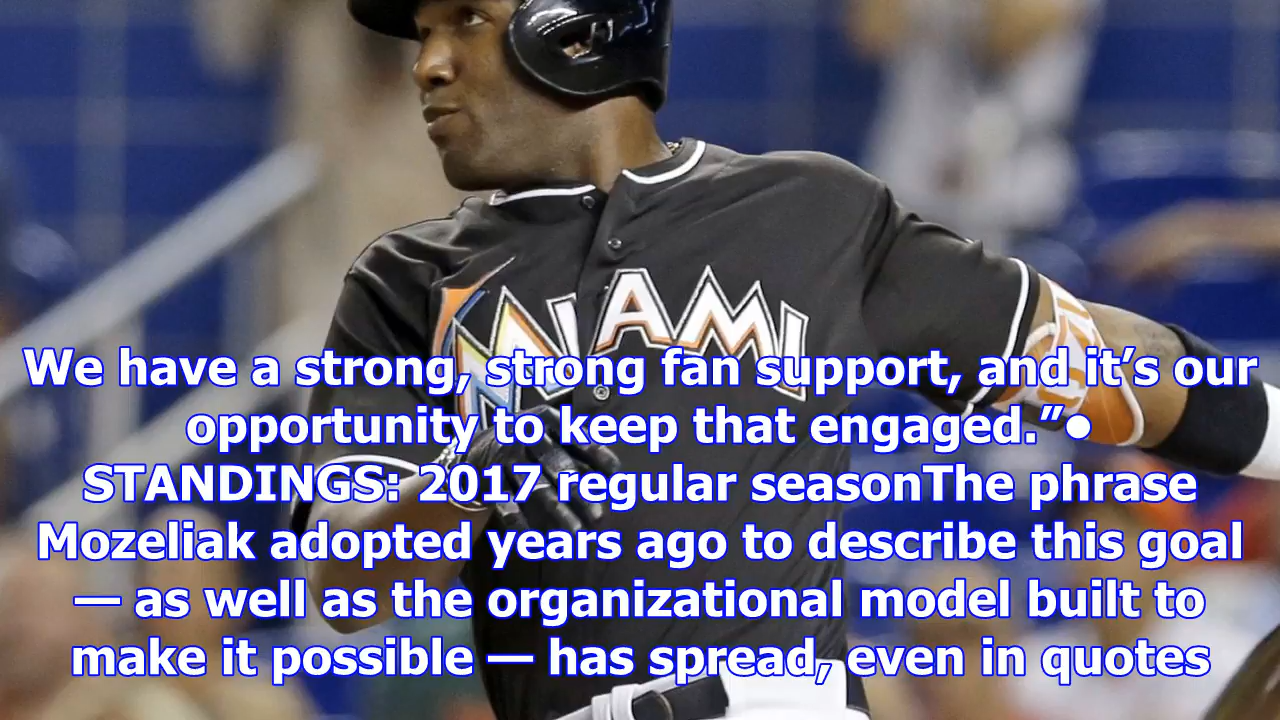 MIAMI
We have a strong, strong fan support, and it’s our
opportunity to keep that engaged.”●
STANDINGS: 2017 regular seasonThe phrase
Mozeliak adopted years ago to describe this goal
— as well as the organizational model built to
make it possible — has spread, even in quotes